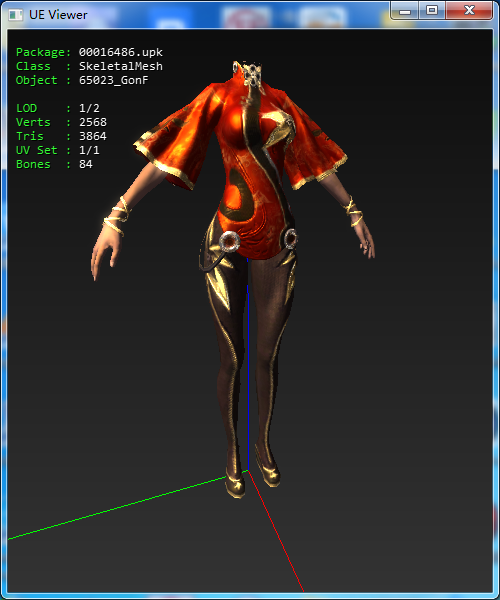 UE Viewer
Package: 00016486.upk
Class : SkeletalMesh
Object : 65023_GonF
LOD : 1/2
Verts : 2568
Tris : 3864
UV Set : 1/1
Bones : 84